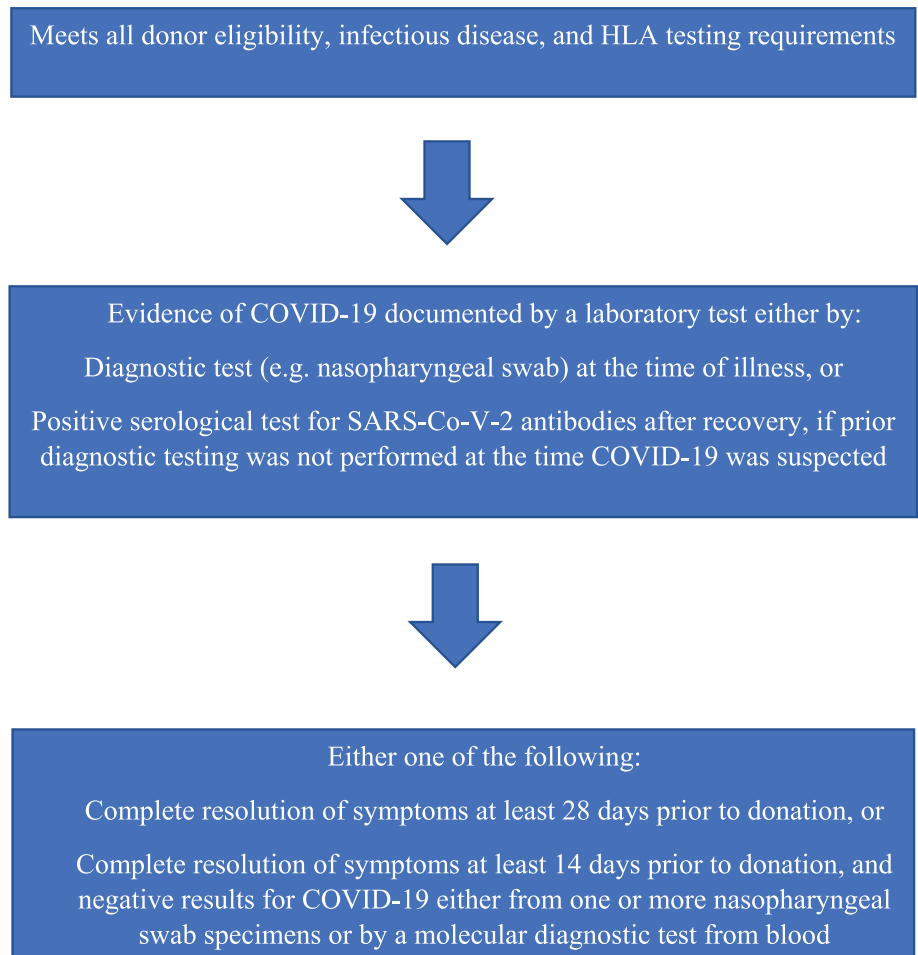 Meets all donor eligibility, infectious disease, and HLA testing requirements
Evidence of COVID-19 documented by a laboratory test either by:
Diagnostic test (e.g. nasopharyngeal swab) at the time of illness, or
Positive serological test for SARS-Co-V-2 antibodies after recovery, if prior
diagnostic testing was not performed at the time COVID-19 was suspected
Either one of the following:
Complete resolution of symptoms at least 28 days prior to donation, or
Complete resolution of symptoms at least 14 days prior to donation, and
negative results for COVID-19 either from one or more nasopharyngeal
swab specimens or by a molecular diagnostic test from blood